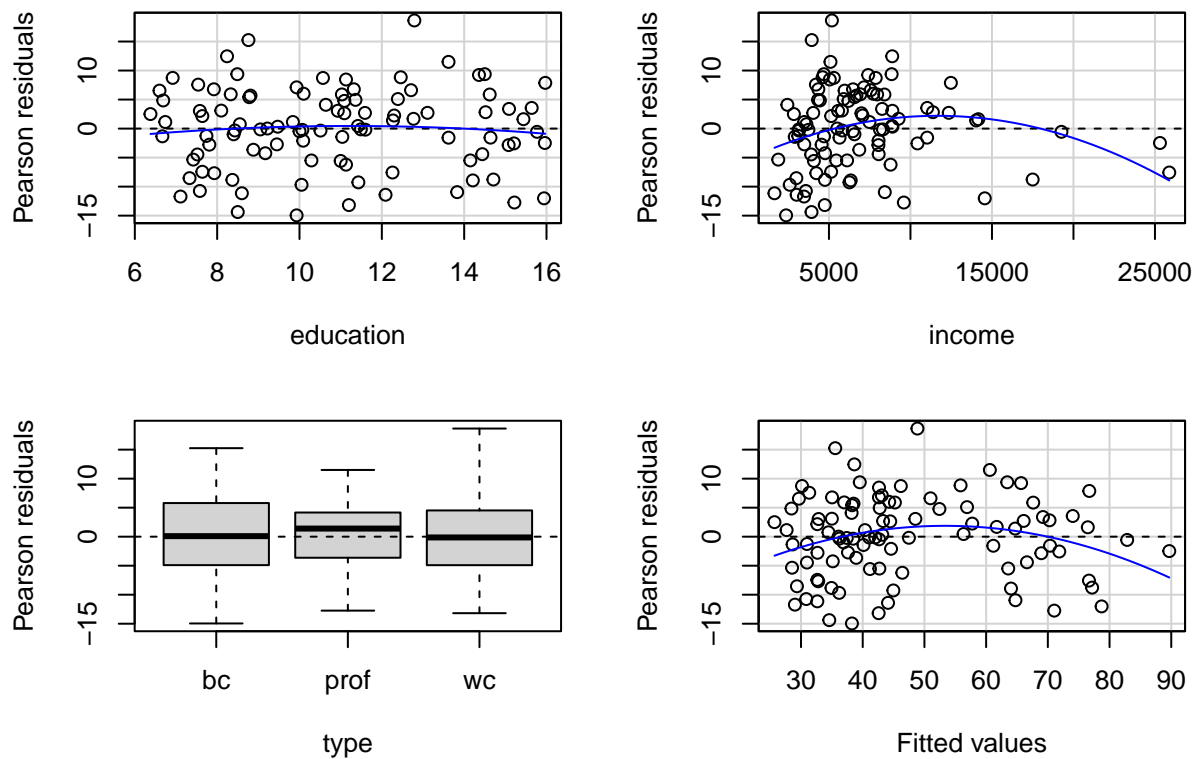 Pearson residuals
10
0
−15
6 8 10 12 14 16
education
Pearson residuals
10
0
−15
5000 15000 25000
income
Pearson residuals
10
0
−15
bc prof wc
type
Pearson residuals
10
0
−15
30 40 50 60 70 80 90
Fitted values